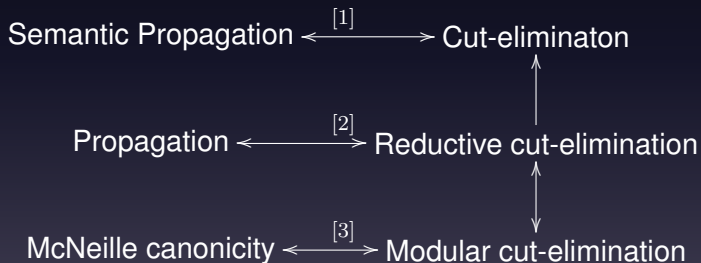 [1]
Semantic Propagation Cut-eliminaton
[2]
Propagation Reductive cut-elimination
[3]
McNeille canonicity Modular cut-elimination